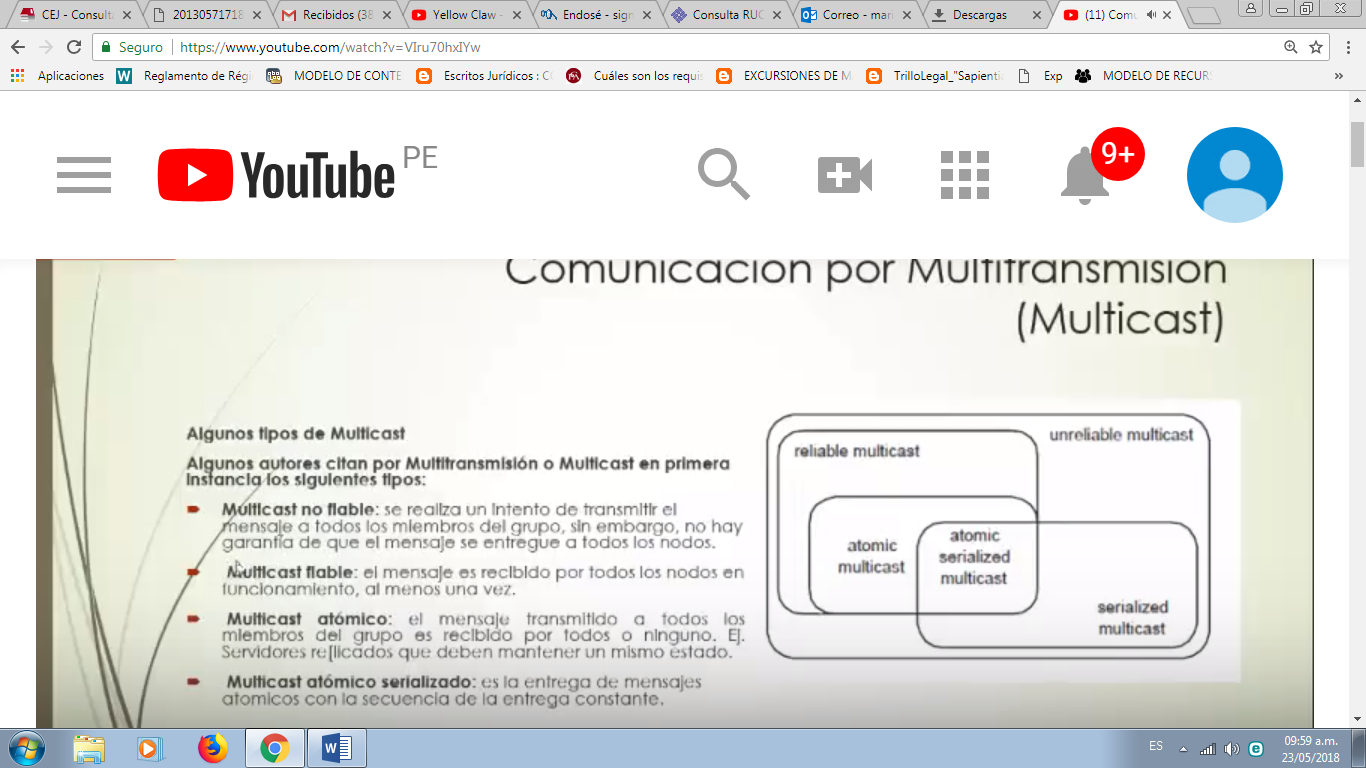 CEJ - Consulta
20130571718
Recibidos (38
Yellow Claw -
Endosé - sign
Consulta RUC
Correo - mari
Descargas
(11) Comu
Seguro
https://www.youtube.com/watch?v=VIru70hxIYw
Aplicaciones
Reglamento de Régi
MODELO DE CONTE
Escritos Jurídicos : CO
Cuáles son los requis
EXCURSIONES DE M
TrilloLegal_"Sapienti
Exp
MODELO DE RECUR
»
YouTube PE
9+
Comunicación por Multitransmisión
(Multicast)
Algunos tipos de Multicast
Algunos autores citan por Multitransmisión o Multicast en primera
instancia los siguientes tipos:
Multicast no fiable: se realiza un intento de transmitir el
mensaje a todos los miembros del grupo, sin embargo, no hay
garantía de que el mensaje se entregue a todos los nodos.
Multicast fiable: el mensaje es recibido por todos los nodos en
funcionamiento, al menos una vez.
Multicast atómico: el mensaje transmitido a todos los
miembros del grupo es recibido por todos o ninguno. Ej.
Servidores replicados que deben mantener un mismo estado.
Multicast atómico serializado: es la entrega de mensajes
atomicos con la secuencia de la entrega constante.
unreliable multicast
reliable multicast
atomic
multicast
atomic
serialized
multicast
serialized
multicast
ES
09:59 a.m.
23/05/2018